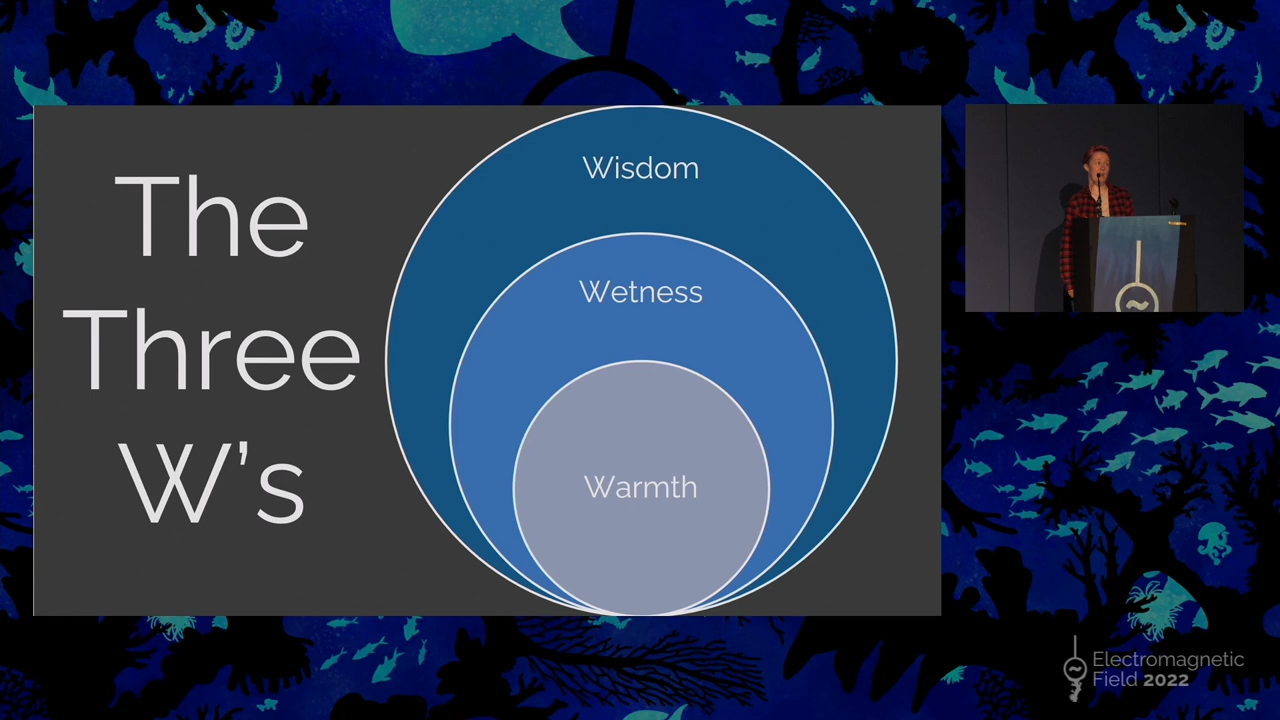 The
Three
W's
Wisdom
Wetness
Warmth
Electromagnetic
Field 2022